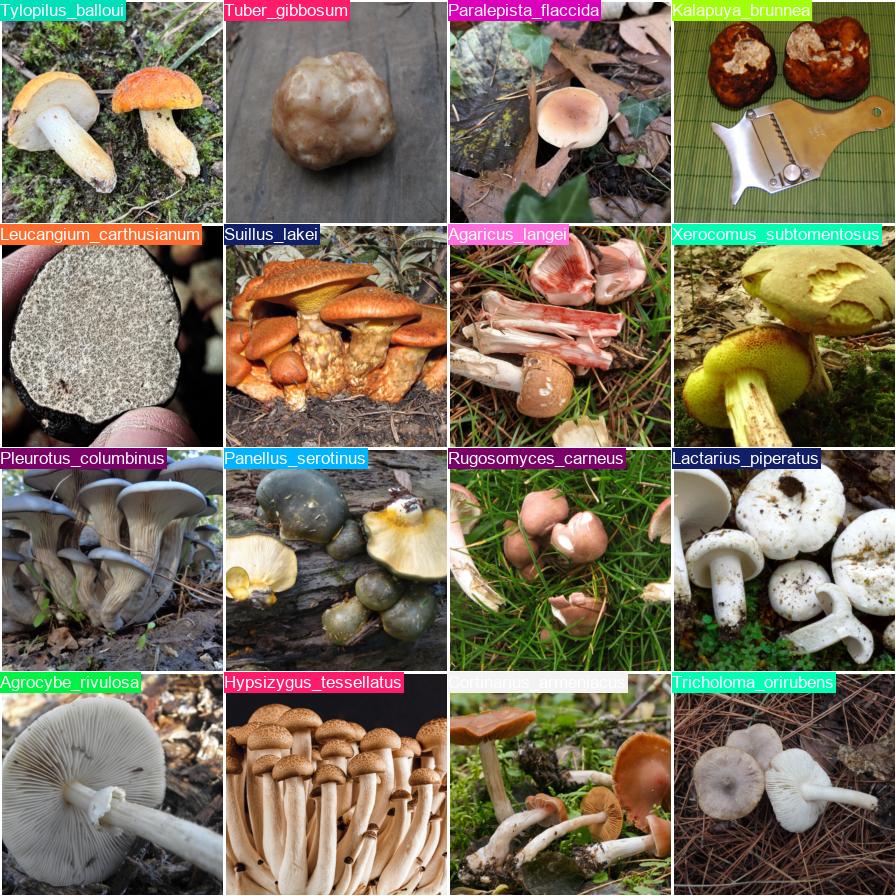 Tylopilus_balloui
Tuber_gibbosum
Paralepista_flaccida
Kalapuya_brunnea
Leucangium_carthusianum
Suillus_lakei
Agaricus_langei
Xerocomus_subtomentosus
Pleurotus_columbinus
Panellus_serotinus
Rugosomyces_carneus
Lactarius_piperatus
Agrocybe_rivulosa
Hypsizygus_tessellatus
Cortinarius_armeniacus
Tricholoma_orirubens